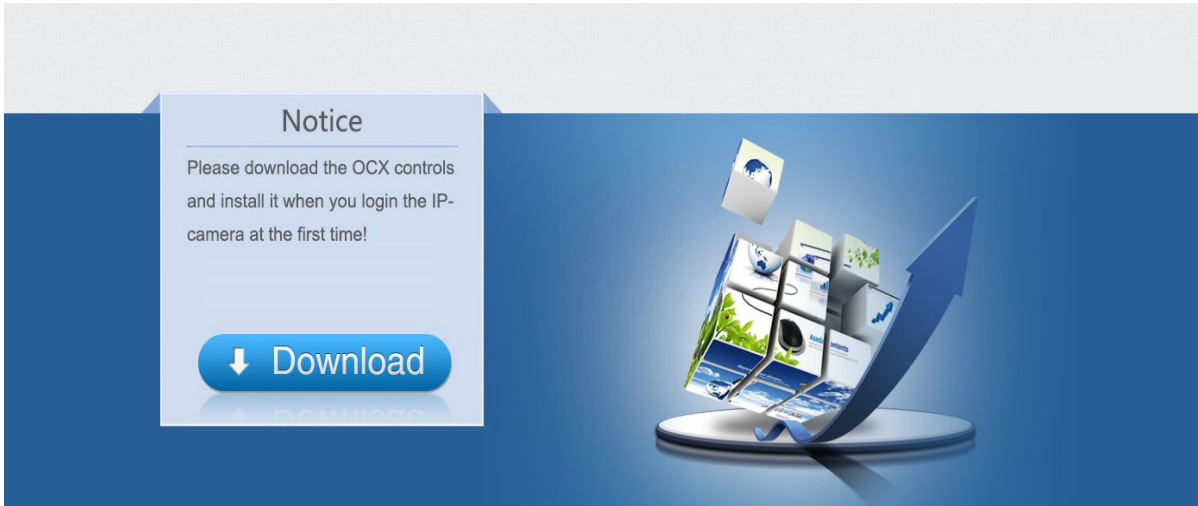 Notice
Please download the OCX controls
and install it when you login the IP-
camera at the first time!
Download